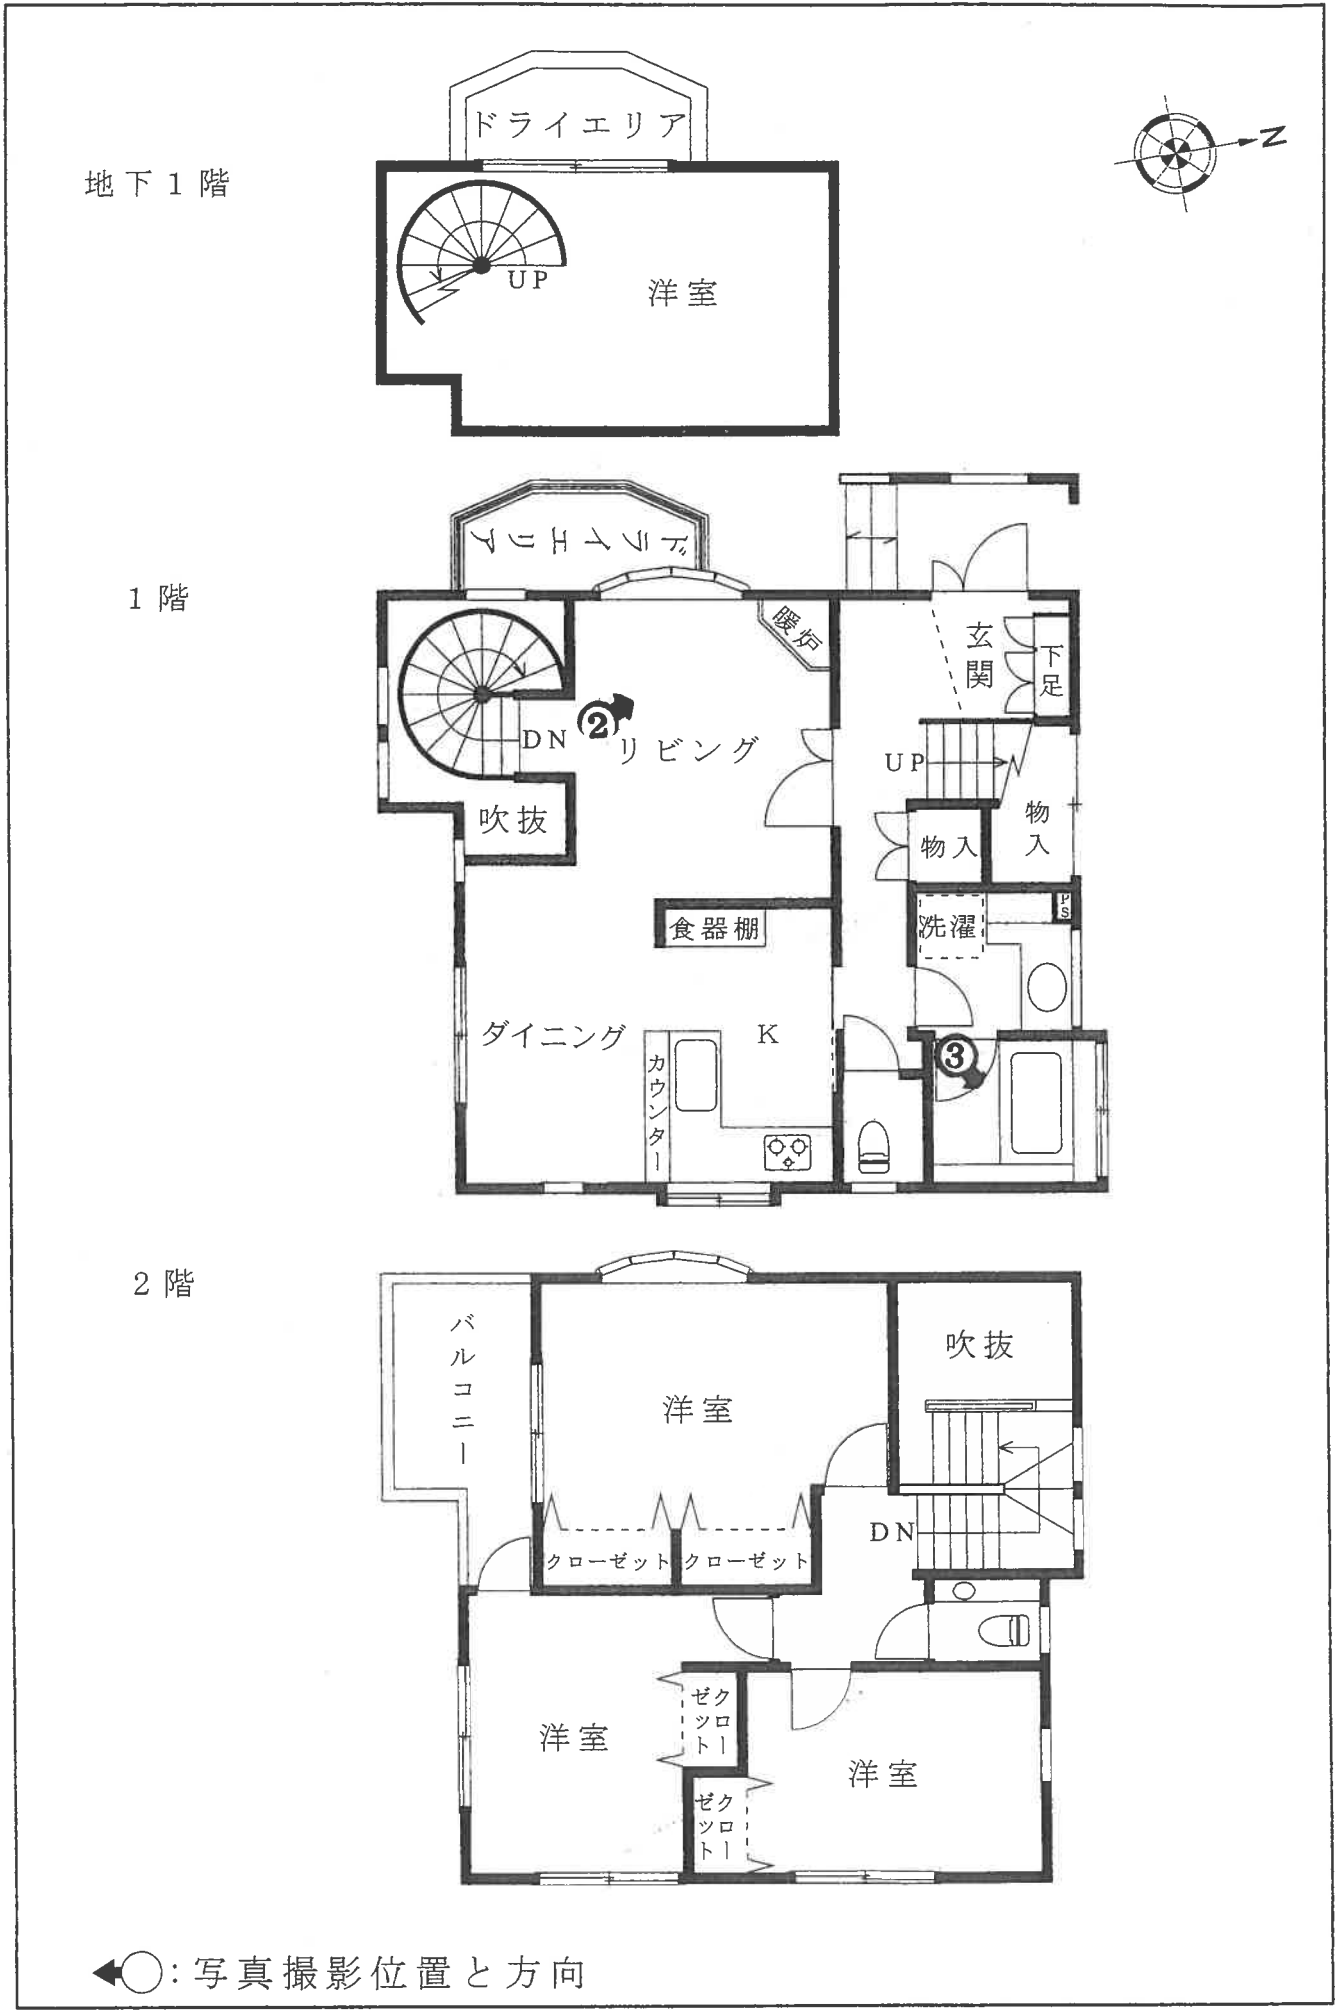 ドライエリア
N
地下1階
UP
洋室
ドライエリア
1階
暖炉
玄関
下足
②
DN
リビング
UP
吹抜
物入
物入
洗濯
PS
食器棚
ダイニング
K
カウンター
③
2階
バルコニー
吹抜
洋室
DN
クローゼット
クローゼット
クローゼット
洋室
洋室
クローゼット
:写真撮影位置と方向